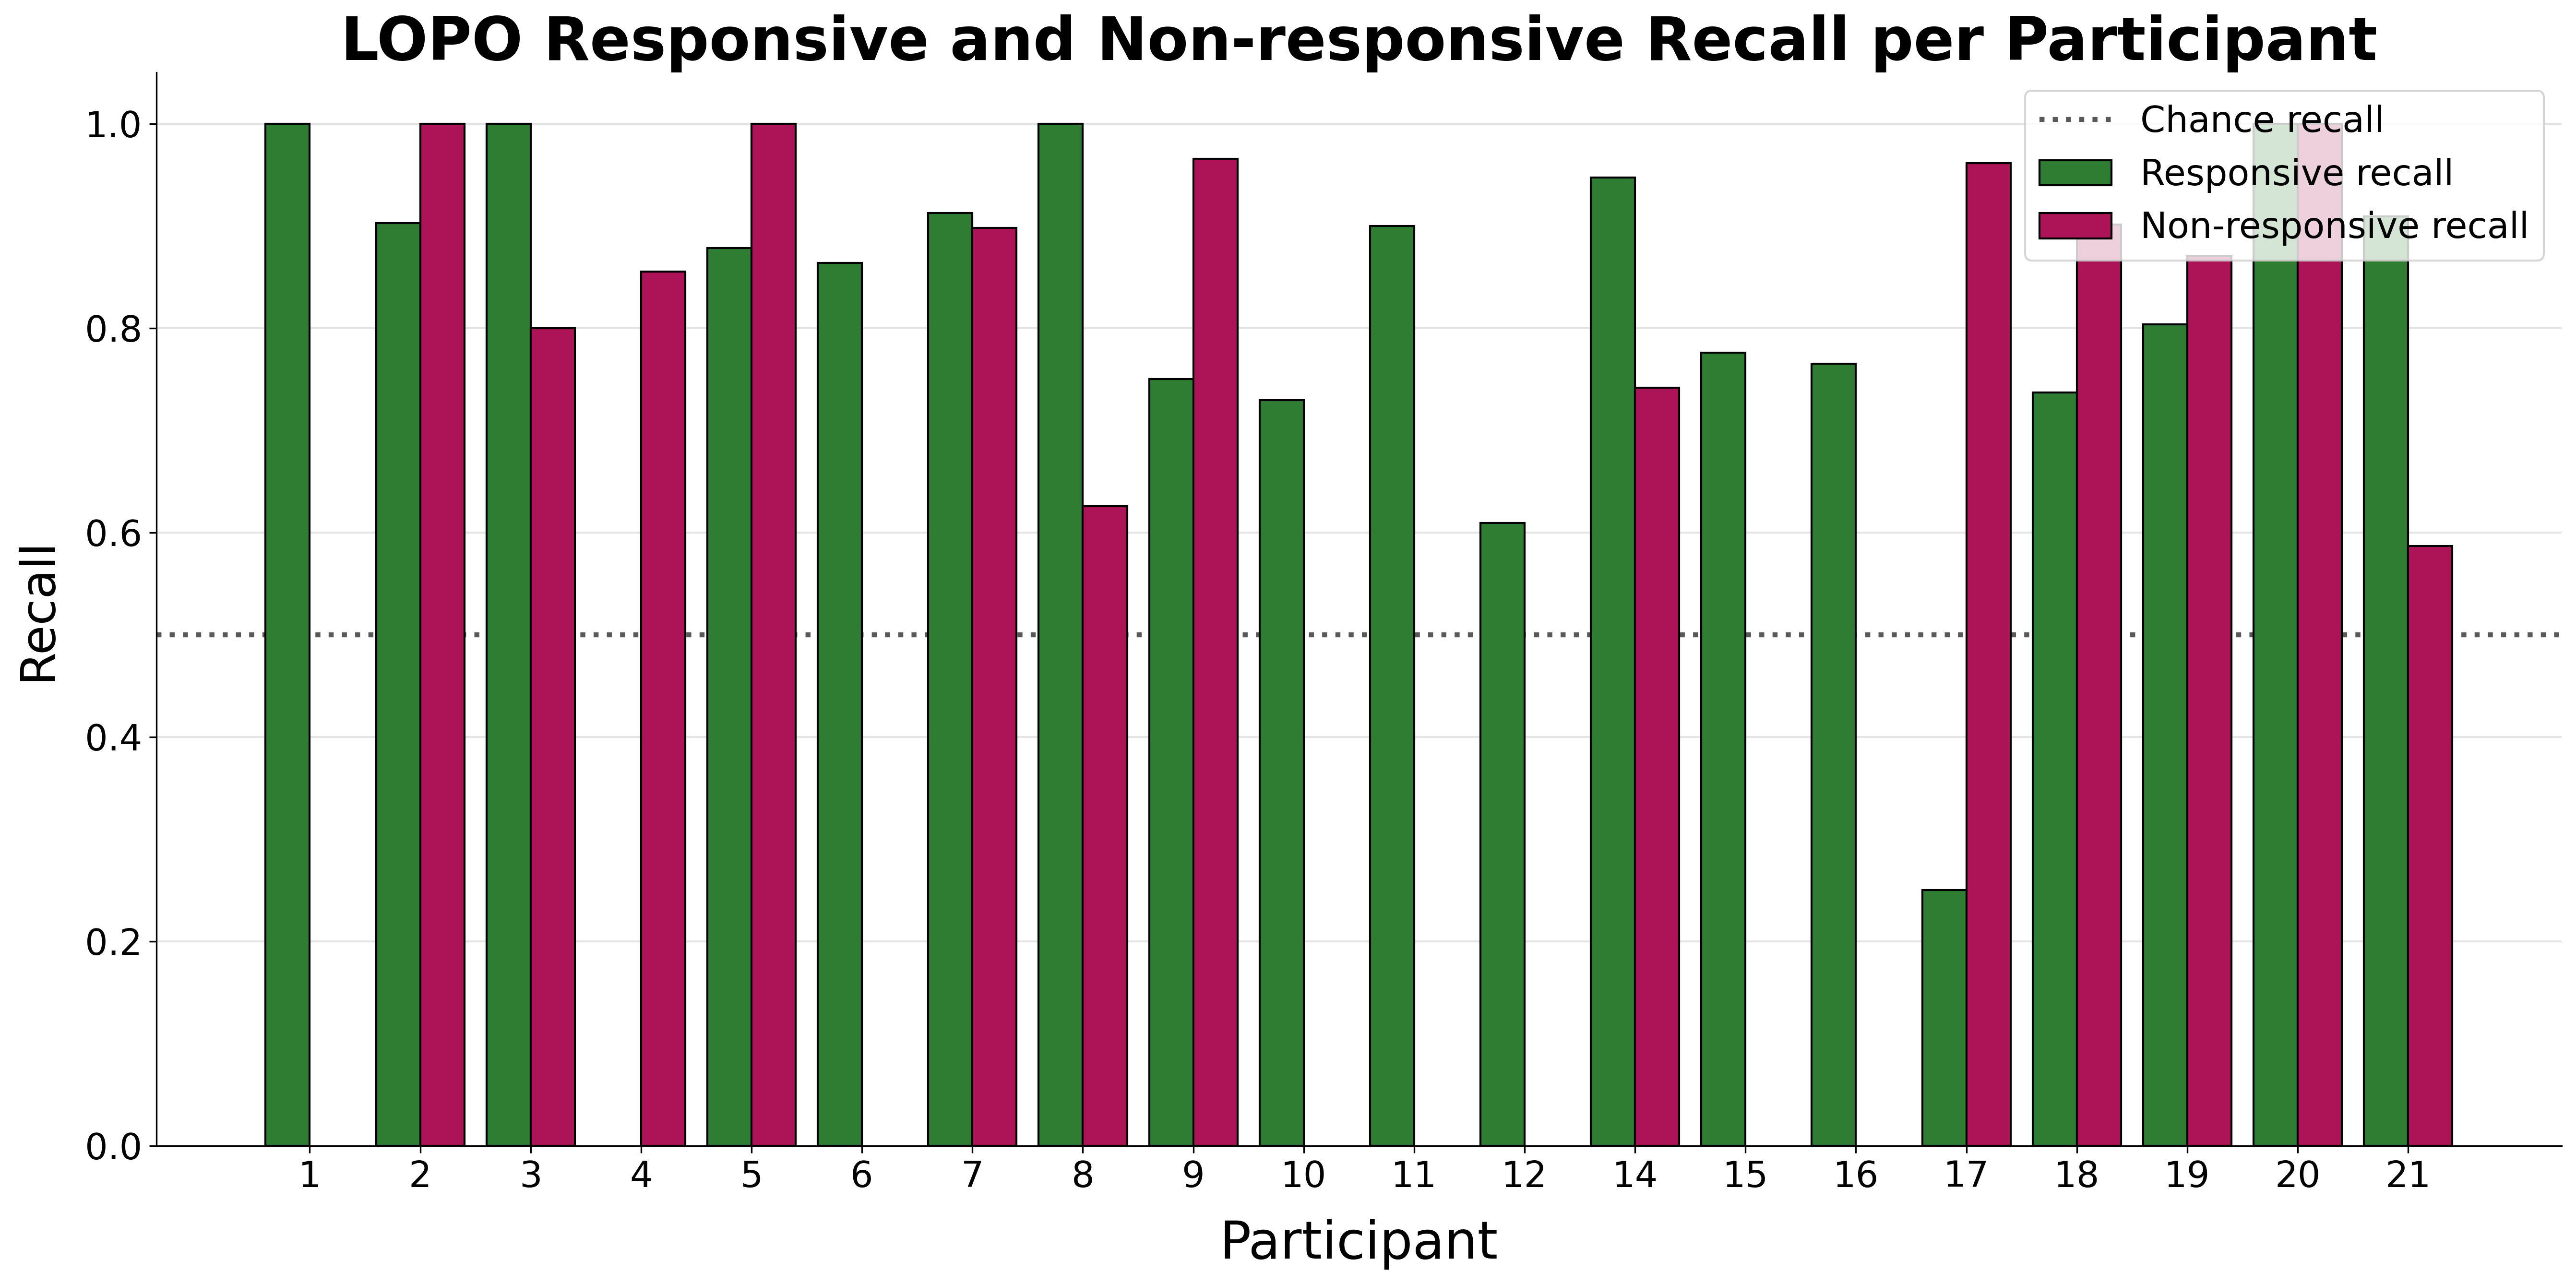 LOPO Responsive and Non-responsive Recall per Participant
Chance recall
Responsive recall
Non-responsive recall
Recall
1.0
0.8
0.6
0.4
0.2
0.0
1 2 3 4 5 6 7 8 9 10 11 12 14 15 16 17 18 19 20 21
Participant